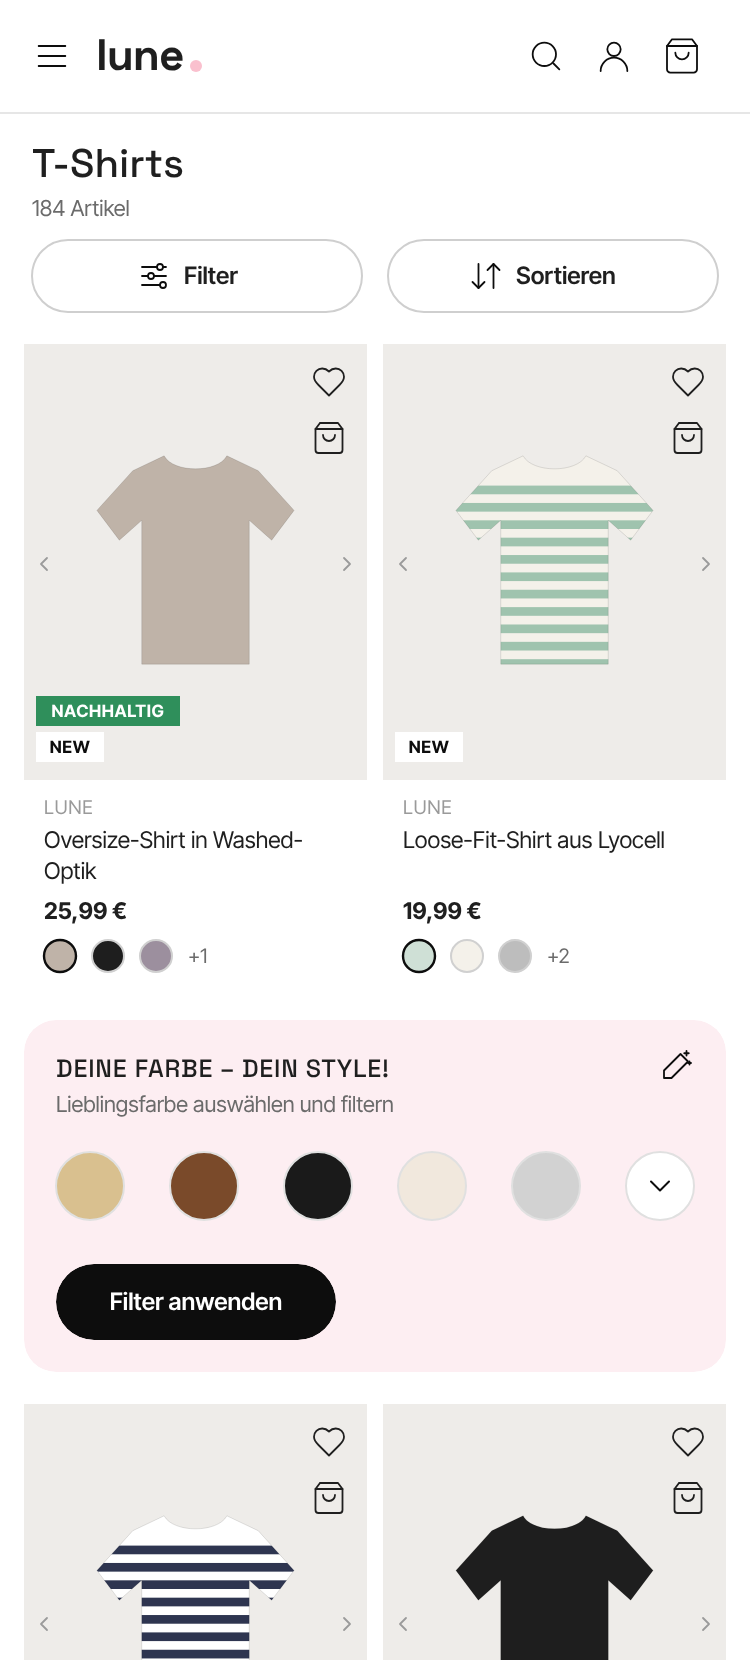 lune.
T-Shirts
184 Artikel
Filter
Sortieren
NACHHALTIG
NEW
NEW
LUNE
Oversize-Shirt in Washed-
Optik
25,99 €
+1
LUNE
Loose-Fit-Shirt aus Lyocell
19,99 €
+2
DEINE FARBE – DEIN STYLE!
Lieblingsfarbe auswählen und filtern
Filter anwenden